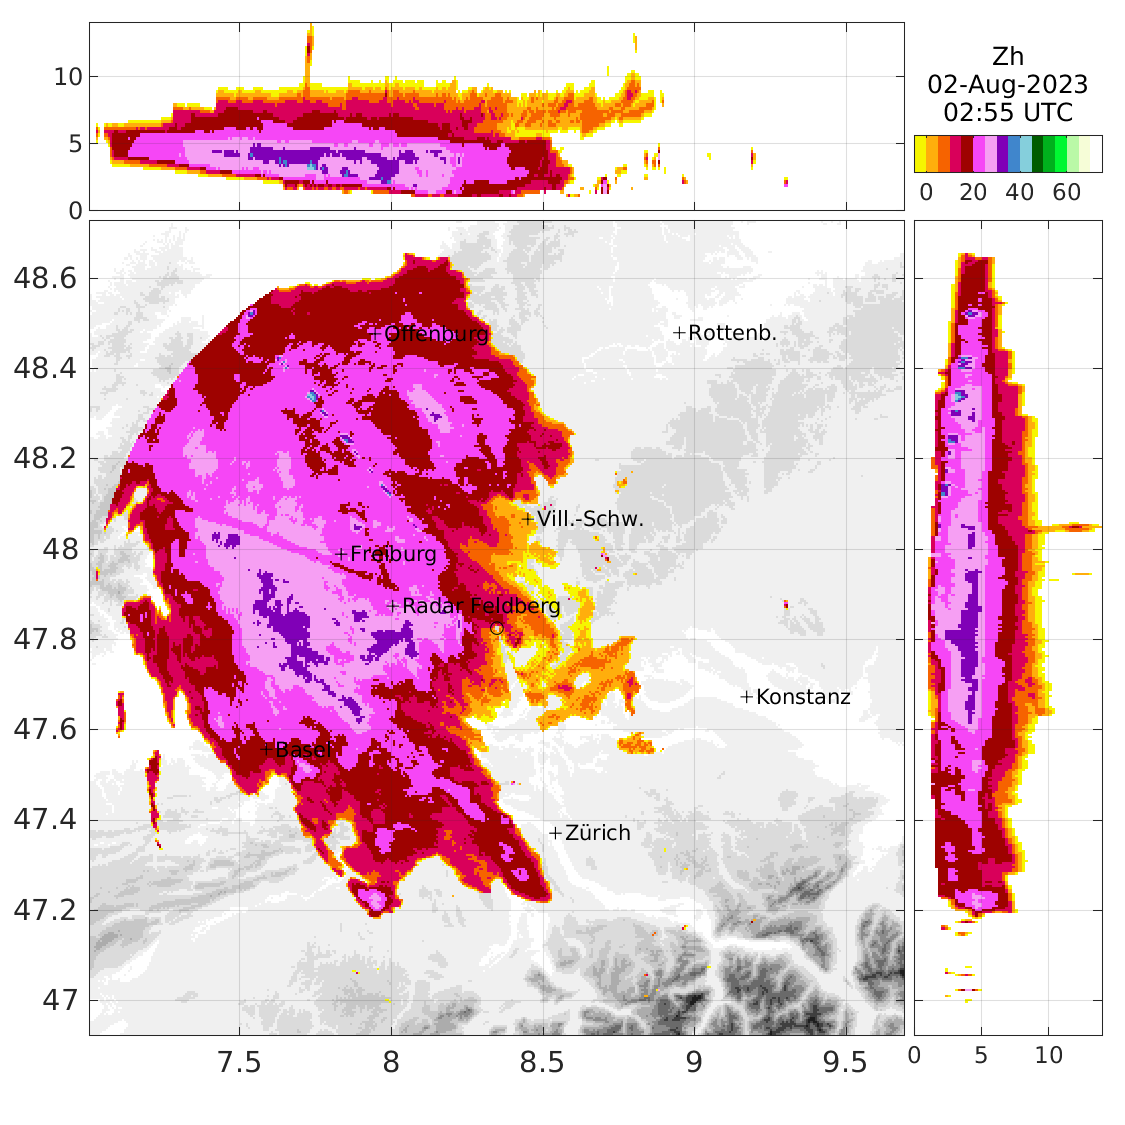 10
5
0
Zh
02-Aug-2023
02:55 UTC
0 20 40 60
48.6
48.4
48.2
48
47.8
47.6
47.4
47.2
47
+Offenburg
+Rottenb.
+Vill.-Schw.
+Freiburg
+Radar Feldberg
+Konstanz
+Basel
+Zürich
7.5 8 8.5 9 9.5
0 5 10